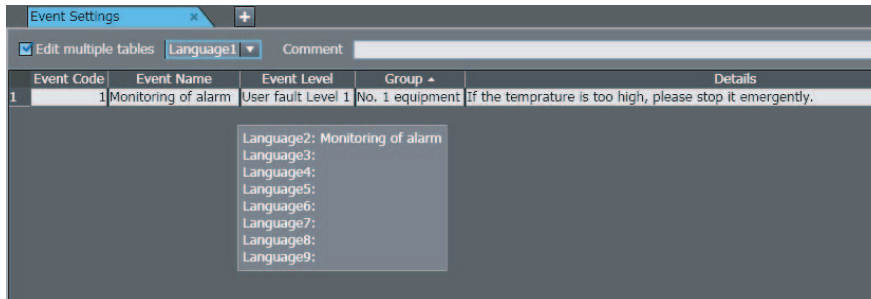 Event Settings × +
Edit multiple tables Language1 ▼ Comment
Event Code Event Name Event Level Group ▲ Details
1 1 Monitoring of alarm User fault Level 1 No. 1 equipment If the temprature is too high, please stop it emergently.
Language2: Monitoring of alarm
Language3:
Language4:
Language5:
Language6:
Language7:
Language8:
Language9: